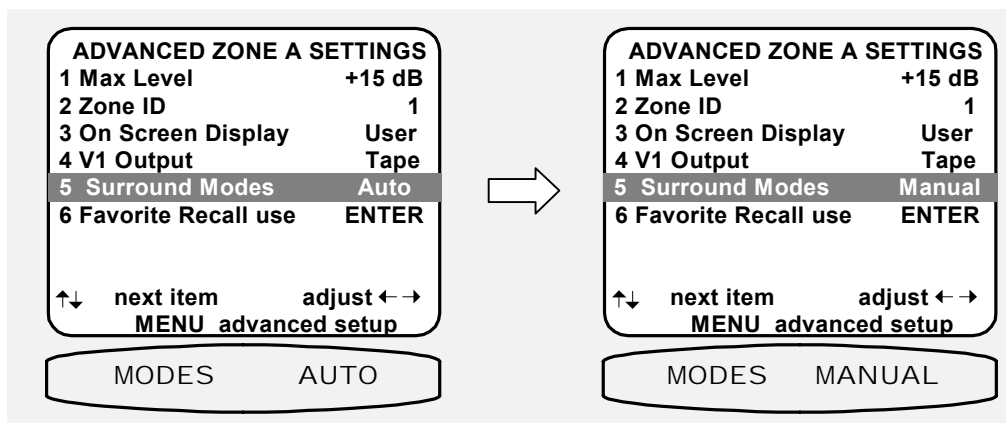 ADVANCED ZONE A SETTINGS
1 Max Level +15 dB
2 Zone ID 1
3 On Screen Display User
4 V1 Output Tape
5 Surround Modes Auto
6 Favorite Recall use ENTER
↑↓ next item adjust ←→
MENU advanced setup
MODES AUTO
ADVANCED ZONE A SETTINGS
1 Max Level +15 dB
2 Zone ID 1
3 On Screen Display User
4 V1 Output Tape
5 Surround Modes Manual
6 Favorite Recall use ENTER
↑↓ next item adjust ←→
MENU advanced setup
MODES MANUAL